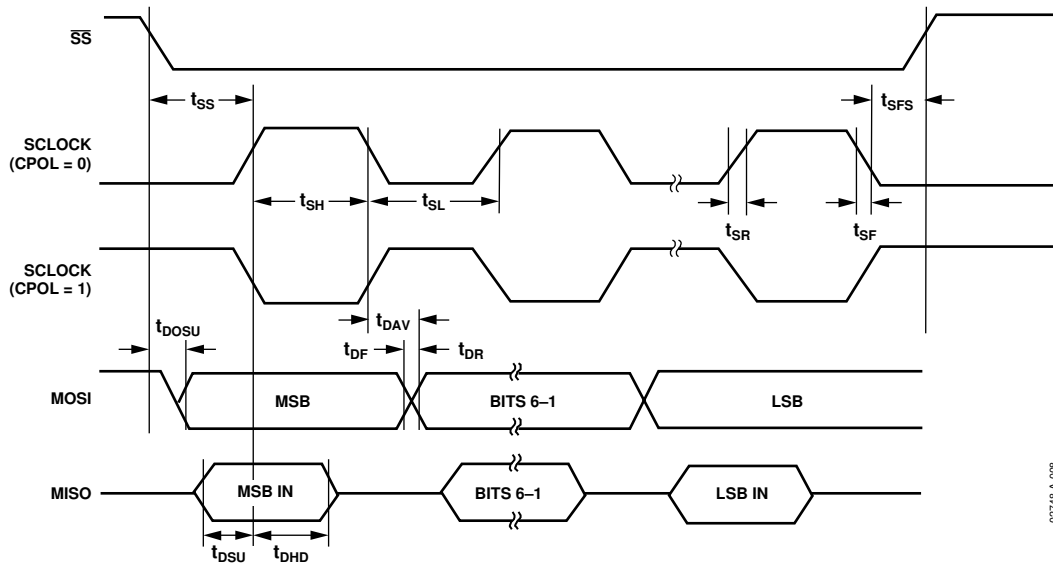 SS
tSS
tSFS
SCLOCK
(CPOL = 0)
tSH
tSL
tSR
tSF
SCLOCK
(CPOL = 1)
tDAV
tDOSU
tDF
tDR
MOSI
MSB
BITS 6–1
LSB
MISO
MSB IN
BITS 6–1
LSB IN
tDSU
tDHD